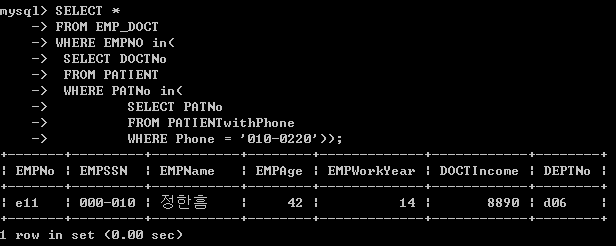 mysql> SELECT *
-> FROM EMP_DOCT
-> WHERE EMPNO in(
-> SELECT DOCTNo
-> FROM PATIENT
-> WHERE PATNo in(
-> SELECT PATNo
-> FROM PATIENTwithPhone
-> WHERE Phone = '010-0220'));
+-------+---------+---------+--------+-------------+------------+--------+
| EMPNo | EMPSSN | EMPName | EMPAge | EMPWorkYear | DOCTIncome | DEPTNo |
+-------+---------+---------+--------+-------------+------------+--------+
| e11 | 000-010 | 정한흠 | 42 | 14 | 8890 | d06 |
+-------+---------+---------+--------+-------------+------------+--------+
1 row in set (0.00 sec)